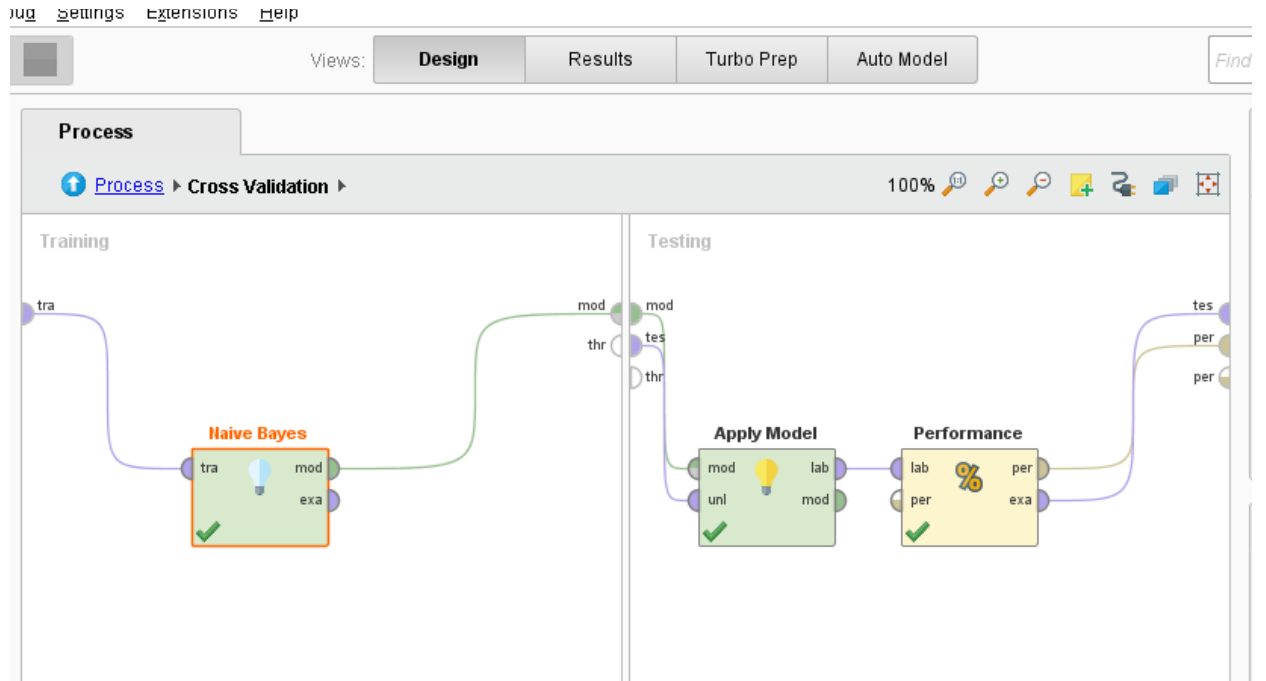 Settings Extensions Help
Views: Design Results Turbo Prep Auto Model Find
Process
Process Cross Validation 100%
Training Testing
tra mod mod tes
thr tes per
thr per
Naive Bayes Apply Model Performance
tra mod mod lab lab per
exa unl mod per exa